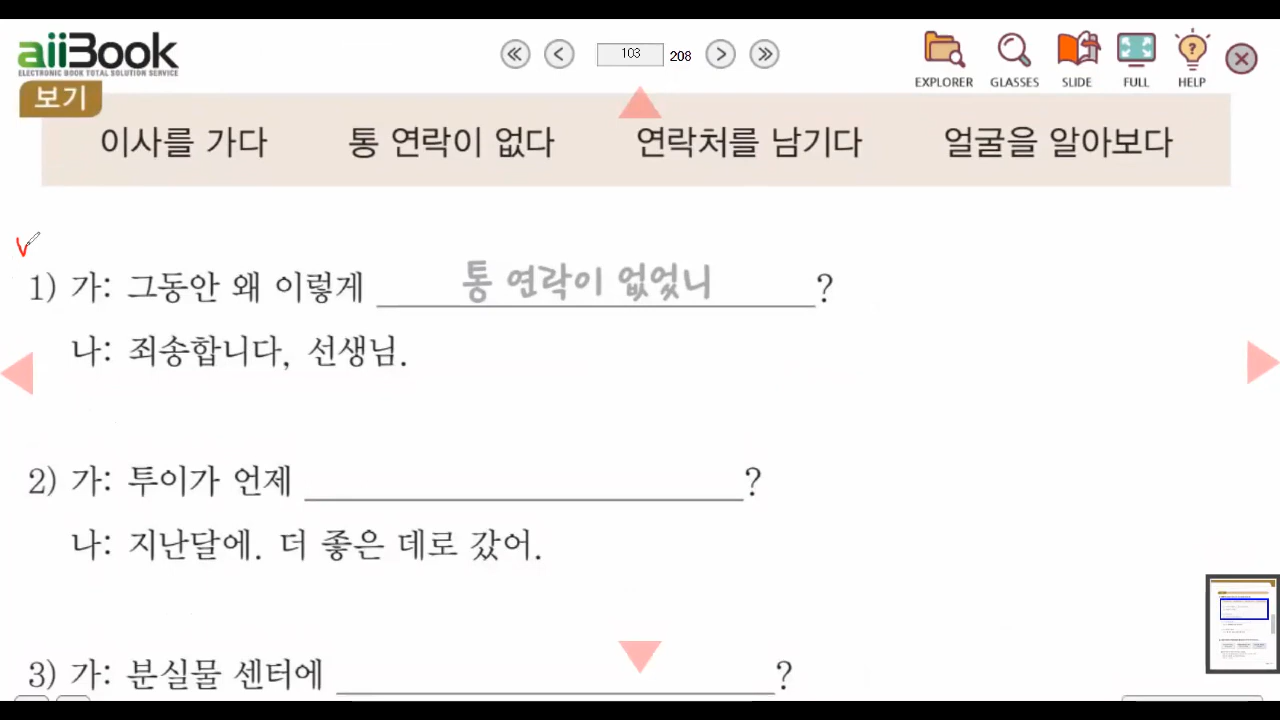 aiiBook
ELECTRONIC BOOK TOTAL SOLUTION SERVICE
103 208
EXPLORER GLASSES SLIDE FULL HELP
보기
이사를 가다 통 연락이 없다 연락처를 남기다 얼굴을 알아보다
1) 가: 그동안 왜 이렇게 통 연락이 없었니?
나: 죄송합니다, 선생님.
2) 가: 투이가 언제 ?
나: 지난달에. 더 좋은 데로 갔어.
3) 가: 분실물 센터에 ?